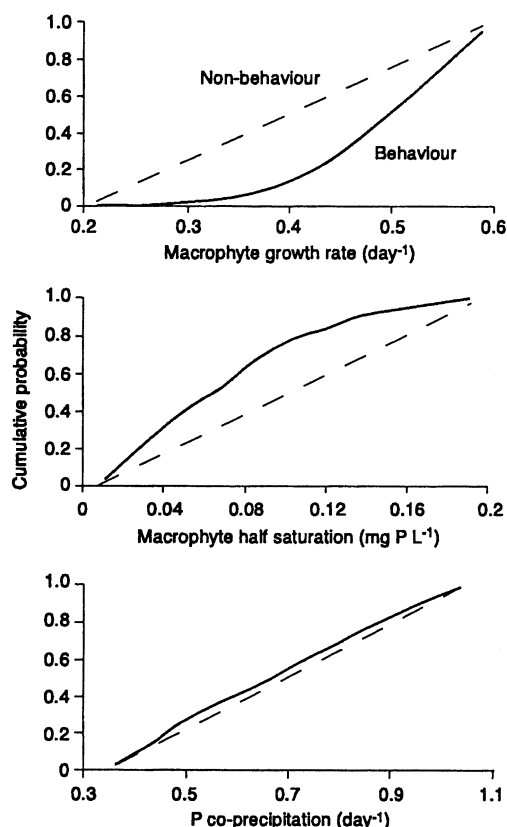 1.0
0.8
0.6
0.4
0.2
0
Non-behaviour
Behaviour
0.2 0.3 0.4 0.5 0.6
Macrophyte growth rate (day-1)
Cumulative probability
1.0
0.8
0.6
0.4
0.2
0
0 0.04 0.08 0.12 0.16 0.2
Macrophyte half saturation (mg P L-1)
1.0
0.8
0.6
0.4
0.2
0
0.3 0.5 0.7 0.9 1.1
P co-precipitation (day-1)